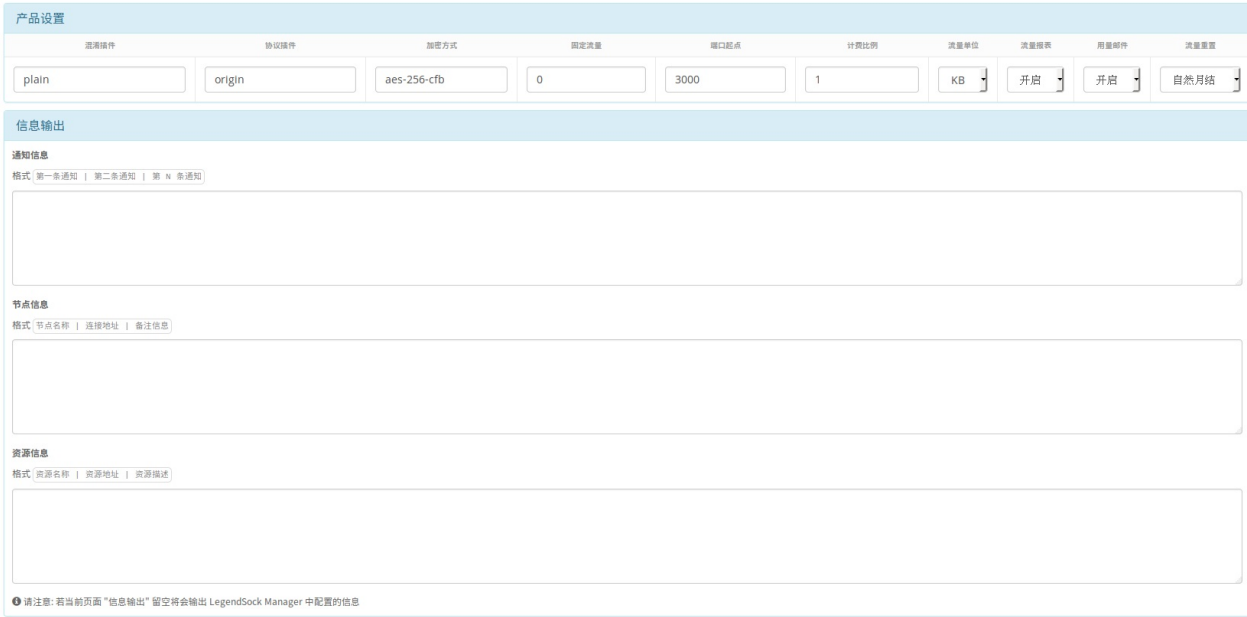 产品设置
混淆插件 协议插件 加密方式 固定流量 端口起点 计费比例 流量单位 流量报表 用量邮件 流量重置
plain origin aes-256-cfb 0 3000 1 KB 开启 开启 自然月结
信息输出
通知信息
格式 第一条通知 | 第二条通知 | 第 N 条通知
节点信息
格式 节点名称 | 连接地址 | 备注信息
资源信息
格式 资源名称 | 资源地址 | 资源描述
请注意: 若当前页面 "信息输出" 留空将会输出 LegendSock Manager 中配置的信息